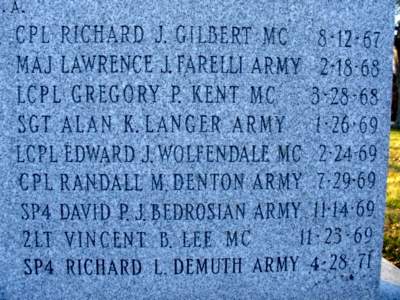 A.
CPL RICHARD J. GILBERT MC 8-12-67
MAJ LAWRENCE J. FARELLI ARMY 2-18-68
LCPL GREGORY P. KENT MC 3-28-68
SGT ALAN K. LANGER ARMY 1-26-69
LCPL EDWARD J. WOLFENDALE MC 2-24-69
CPL RANDALL M. DENTON ARMY 7-29-69
SP4 DAVID P. J. BEDROSIAN ARMY 11-14-69
2LT VINCENT B. LEE MC 11-23-69
SP4 RICHARD L. DEMUTH ARMY 4-28-71